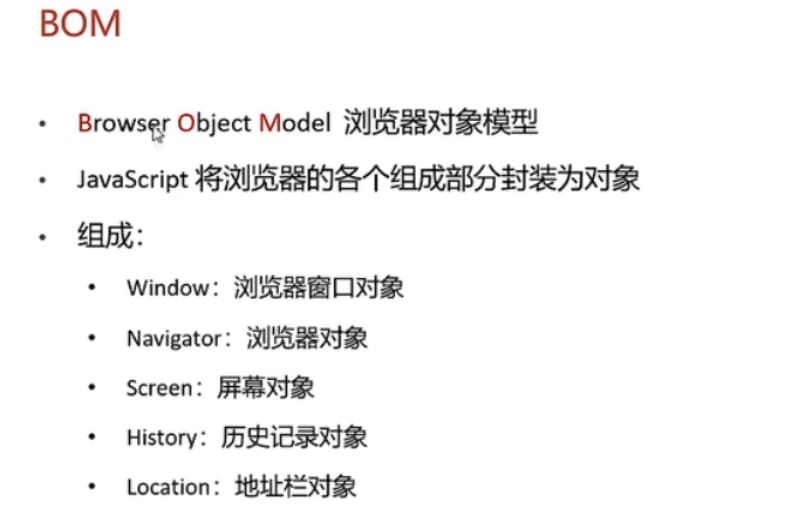 BOM
• Browser Object Model 浏览器对象模型
• JavaScript 将浏览器的各个组成部分封装为对象
• 组成：
• Window：浏览器窗口对象
• Navigator：浏览器对象
• Screen：屏幕对象
• History：历史记录对象
• Location：地址栏对象